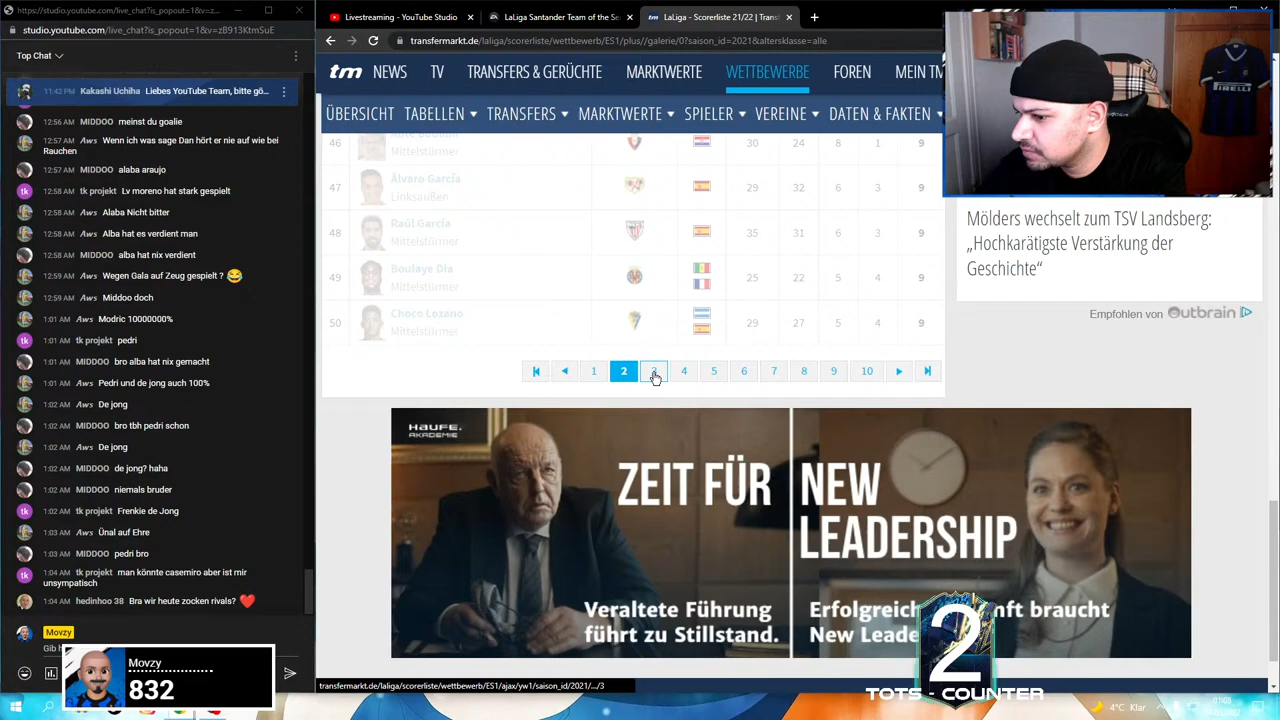 https://studio.youtube.com/live_chat?is_popout=1&v=z8...
studio.youtube.com/live_chat?is_popout=1&v=zB913KtmSuE
Top Chat
11:42 PM Kakashi Uchiha Liebes YouTube Team, bitte gö...
12:56 AM MIDDOO meinst du goalie
12:57 AM Aws Wenn ich was sage Dan hört er nie auf wie bei
Rauchen
12:57 AM MIDDOO alaba araujo
12:58 AM tk projekt Lv moreno hat stark gespielt
12:58 AM Aws Alaba Nicht bitter
12:58 AM Aws Alba hat es verdient man
12:58 AM MIDDOO alba hat nix verdient
12:59 AM Aws Wegen Gala auf Zeug gespielt ? 😂
12:59 AM Aws Middoo doch
1:01 AM Aws Modric 10000000%
1:01 AM tk projekt pedri
1:01 AM MIDDOO bro alba hat nix gemacht
1:01 AM Aws Pedri und de jong auch 100%
1:02 AM Aws De jong
1:02 AM MIDDOO bro tbh pedri schon
1:02 AM Aws De jong
1:02 AM MIDDOO de jong? haha
1:02 AM MIDDOO niemals bruder
1:02 AM Aws Frenkie de Jong
1:03 AM Aws Ünal auf Ehre
1:03 AM MIDDOO pedri bro
1:04 AM tk projekt man könnte casemiro aber ist mir
unsympatisch
1:04 AM hedinhoo 38 Bra wir heute zocken rivals? ❤️
Movzy
Gib
Movzy
832
Livestreaming - YouTube Studio
LaLiga Santander Team of the Se
LaLiga - Scorerliste 21/22 | Trans
transfermarkt.de/laliga/scorerliste/wettbewerb/ES1/plus//galerie/0?saison_id=2021&altersklasse=alle
tm NEWS TV TRANSFERS & GERÜCHTE MARKTWERTE WETTBEWERBE FOREN MEIN TM
ÜBERSICHT TABELLEN TRANSFERS MARKTWERTE SPIELER VEREINE DATEN & FAKTEN
46 Mittelstürmer 30 24 8 1 9
47 Álvaro García Linksaußen 29 32 6 3 9
48 Raúl García Mittelstürmer 35 31 6 3 9
49 Boulaye Dia Mittelstürmer 25 22 5 4 9
50 Choco Lozano Mittelstürmer 29 27 5 4 9
1 2 3 4 5 6 7 8 9 10
Mölders wechselt zum TSV Landsberg:
„Hochkarätigste Verstärkung der
Geschichte“
Empfohlen von Outbrain
HAUFE.
AKADEMIE
ZEIT FÜR NEW
LEADERSHIP
Veraltete Führung
führt zu Stillstand.
Erfolgreich braucht
New
2
TOTS - COUNTER
transfermarkt.de/laliga/scorerliste/wettbewerb/ES1/ajax/yw1/saison_id/2021/.../3
4°C Klar